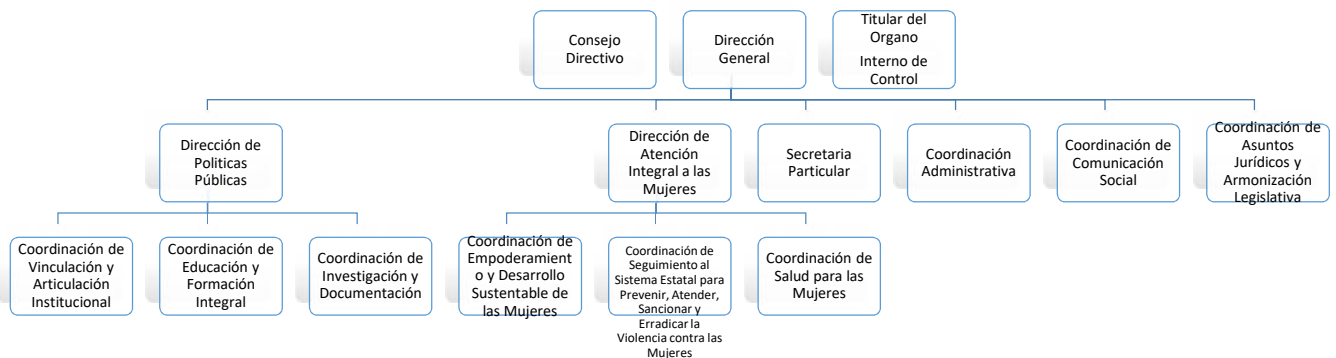 Consejo
Directivo
Dirección
General
Titular del
Organo
Interno de
Control
Dirección de
Politicas
Públicas
Dirección de
Atención
Integral a las
Mujeres
Secretaria
Particular
Coordinación
Administrativa
Coordinación de
Comunicación
Social
Coordinación de
Asuntos
Jurídicos y
Armonización
Legislativa
Coordinación de
Vinculación y
Articulación
Institucional
Coordinación de
Educación y
Formación
Integral
Coordinación de
Investigación y
Documentación
Coordinación de
Empoderamient
o y Desarrollo
Sustentable de
las Mujeres
Coordinación de
Seguimiento al
Sistema Estatal para
Prevenir, Atender,
Sancionar y
Erradicar la
Violencia contra las
Mujeres
Coordinación de
Salud para las
Mujeres